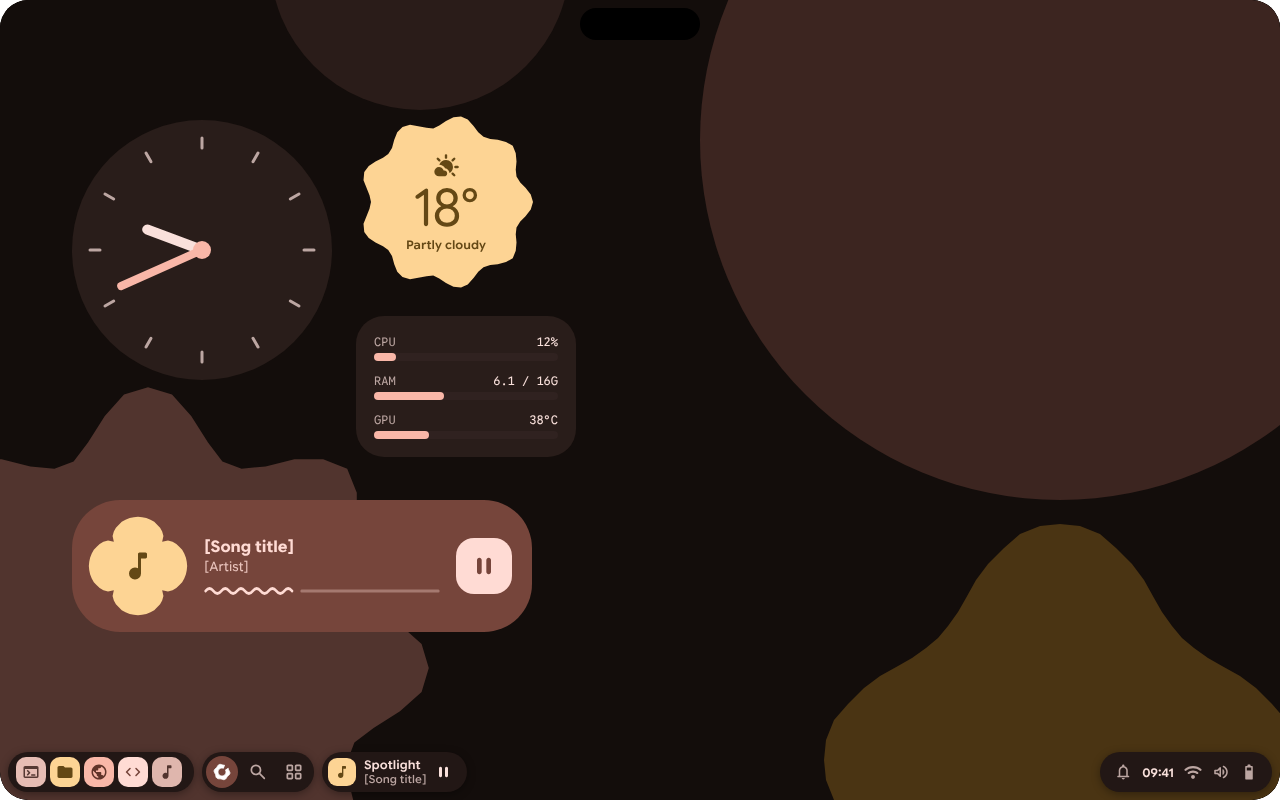 18°
Partly cloudy
CPU 12%
RAM 6.1 / 16G
GPU 38°C
[Song title]
[Artist]
Spotlight
[Song title]
09:41